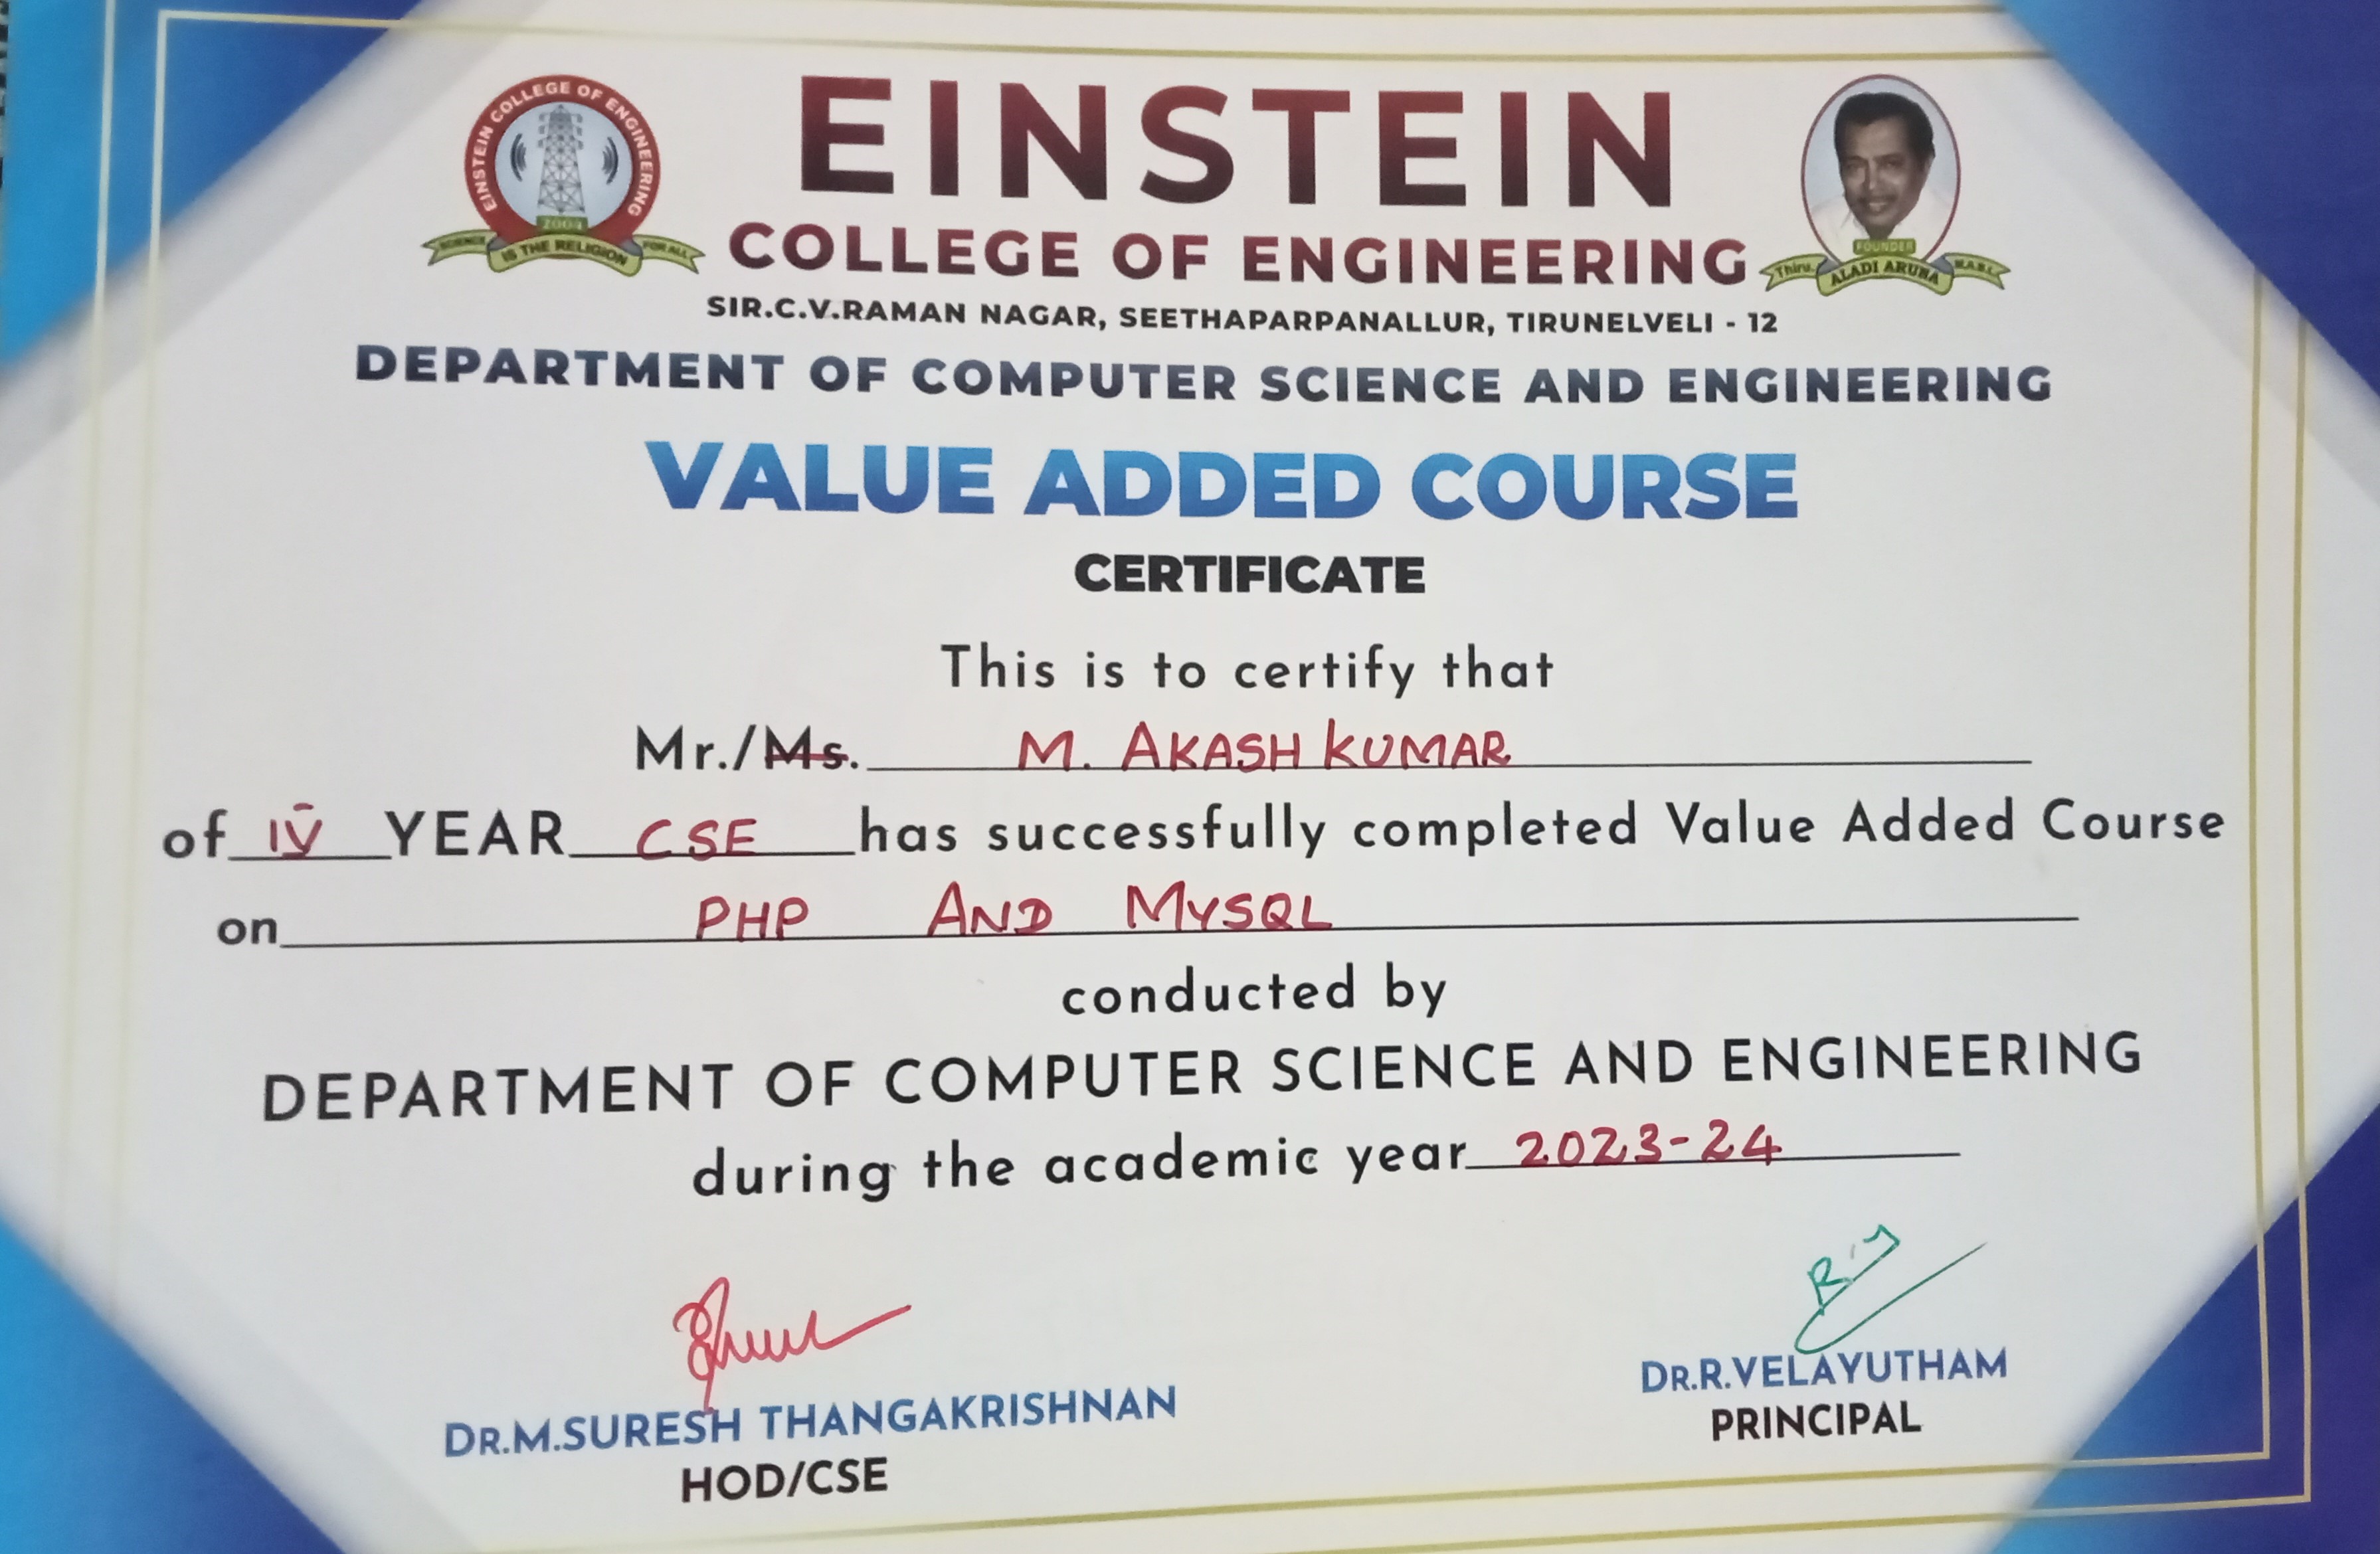 EINSTEIN COLLEGE OF ENGINEERING
2004
SCIENCE IS THE RELIGION FOR ALL
EINSTEIN
COLLEGE OF ENGINEERING
FOUNDER
Thiru. ALADI ARUNA M.A.B.L.
SIR.C.V.RAMAN NAGAR, SEETHAPARPANALLUR, TIRUNELVELI - 12
DEPARTMENT OF COMPUTER SCIENCE AND ENGINEERING
VALUE ADDED COURSE
CERTIFICATE
This is to certify that
Mr./Ms. M. AKASH KUMAR
of IV YEAR CSE has successfully completed Value Added Course
on PHP AND MYSQL
conducted by
DEPARTMENT OF COMPUTER SCIENCE AND ENGINEERING
during the academic year 2023-24
DR.M.SURESH THANGAKRISHNAN
HOD/CSE
DR.R.VELAYUTHAM
PRINCIPAL